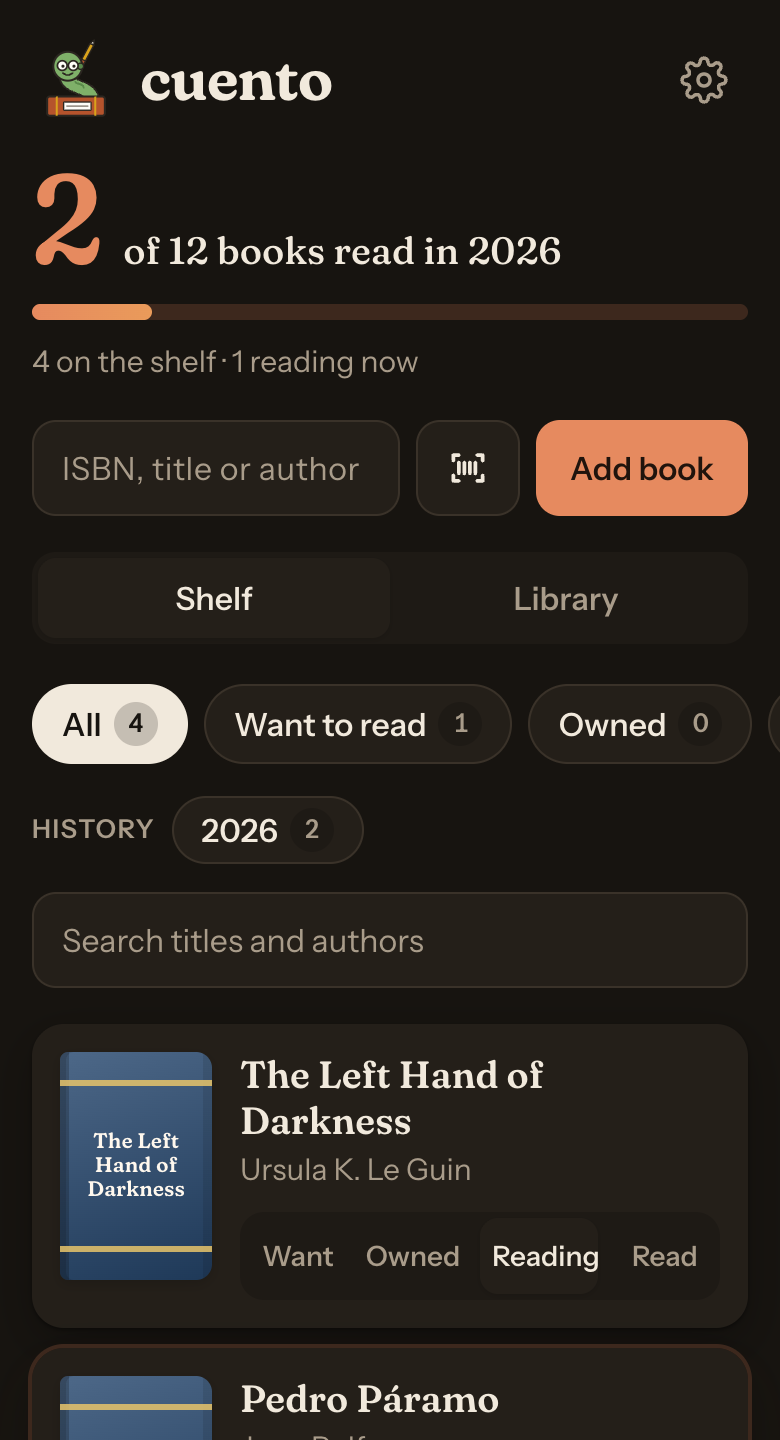 cuento
2 of 12 books read in 2026
4 on the shelf · 1 reading now
ISBN, title or author
Add book
Shelf
Library
All 4
Want to read 1
Owned 0
HISTORY
2026 2
Search titles and authors
The Left
Hand of
Darkness
The Left Hand of
Darkness
Ursula K. Le Guin
Want
Owned
Reading
Read
Pedro Páramo